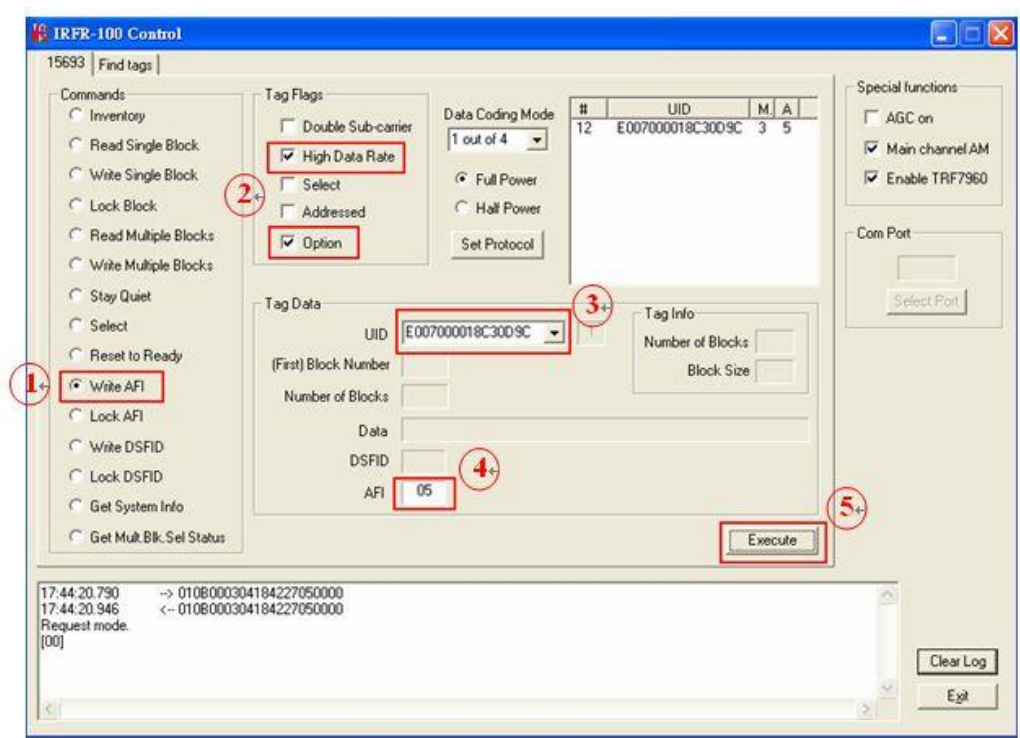 IRFR-100 Control
15693 Find tags
Commands
Inventory
Read Single Block
Write Single Block
Lock Block
Read Multiple Blocks
Write Multiple Blocks
Stay Quiet
Select
Reset to Ready
1
Write AFI
Lock AFI
Write DSFID
Lock DSFID
Get System Info
Get Mult.Blk.Sel Status
Tag Flags
Double Sub-carrier
High Data Rate
2
Select
Addressed
Option
Data Coding Mode
1 out of 4
Full Power
Half Power
Set Protocol
# UID M. A
12 E007000018C30D9C 3 5
Special functions
AGC on
Main channel AM
Enable TRF7960
Com Port
Select Port
Tag Data
3
UID E007000018C30D9C
(First) Block Number
Number of Blocks
Data
DSFID
4
AFI 05
Tag Info
Number of Blocks
Block Size
5
Execute
17:44:20.790 --> 010B000304184227050000
17:44:20.946 <-- 010B000304184227050000
Request mode.
[00]
Clear Log
Exit